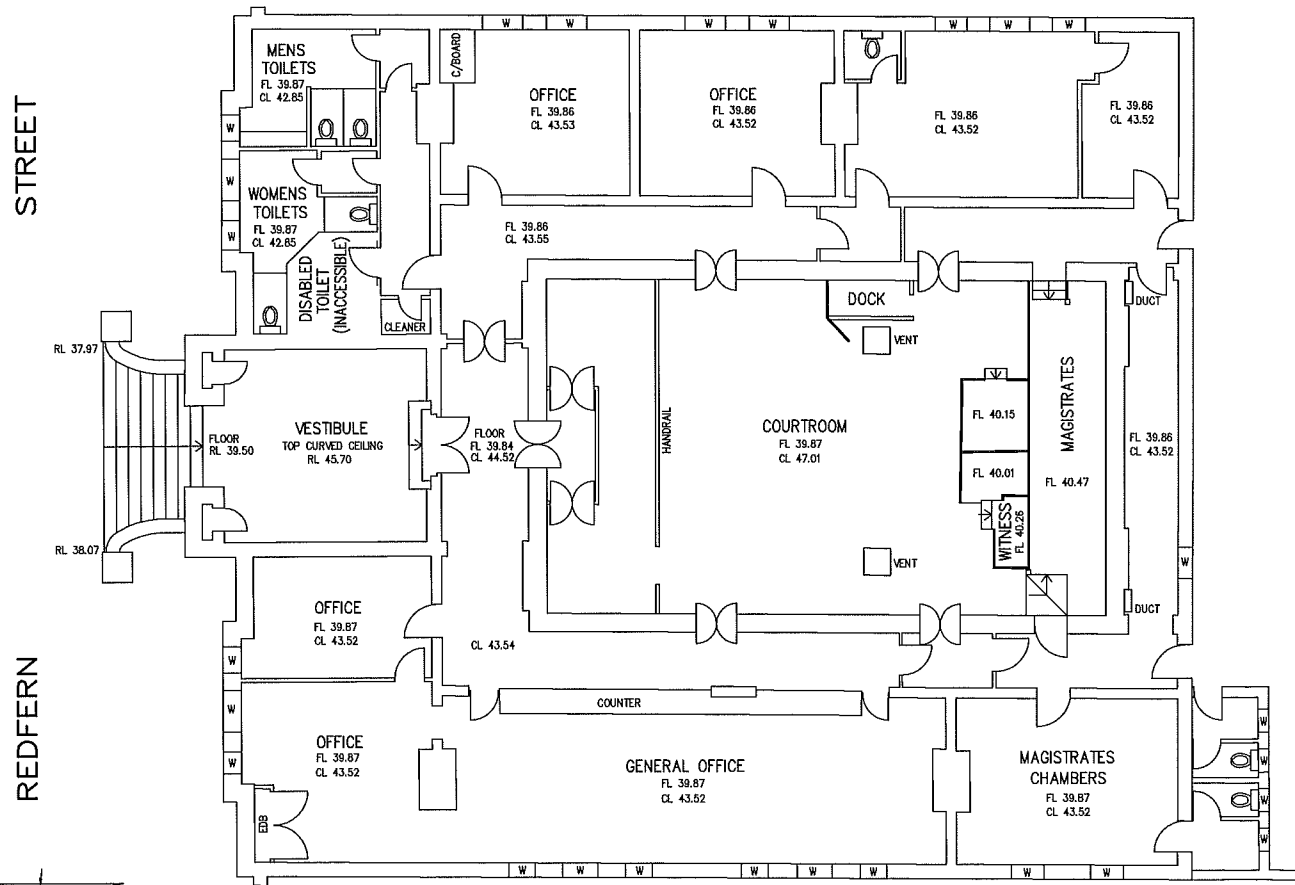 STREET
REDFERN
W
W
W
W
W
W
W
MENS
TOILETS
FL 39.87
CL 42.85
C/BOARD
OFFICE
FL 39.86
CL 43.53
OFFICE
FL 39.86
CL 43.52
FL 39.86
CL 43.52
FL 39.86
CL 43.52
W
W
W
WOMENS
TOILETS
FL 39.87
CL 42.85
DISABLED
TOILET
(INACCESSIBLE)
CLEANER
FL 39.86
CL 43.55
DOCK
VENT
DUCT
RL 37.97
FLOOR
RL 39.50
VESTIBULE
TOP CURVED CEILING
RL 45.70
FLOOR
FL 39.84
CL 44.52
HANDRAIL
COURTROOM
FL 39.87
CL 47.01
FL 40.15
FL 40.01
WITNESS
FL 40.26
MAGISTRATES
FL 40.47
FL 39.86
CL 43.52
RL 38.07
VENT
W
DUCT
OFFICE
FL 39.87
CL 43.52
CL 43.54
W
W
W
COUNTER
OFFICE
FL 39.87
CL 43.52
EDB
GENERAL OFFICE
FL 39.87
CL 43.52
MAGISTRATES
CHAMBERS
FL 39.87
CL 43.52
W
W
W
W
W
W
W
W
W
W
W
W